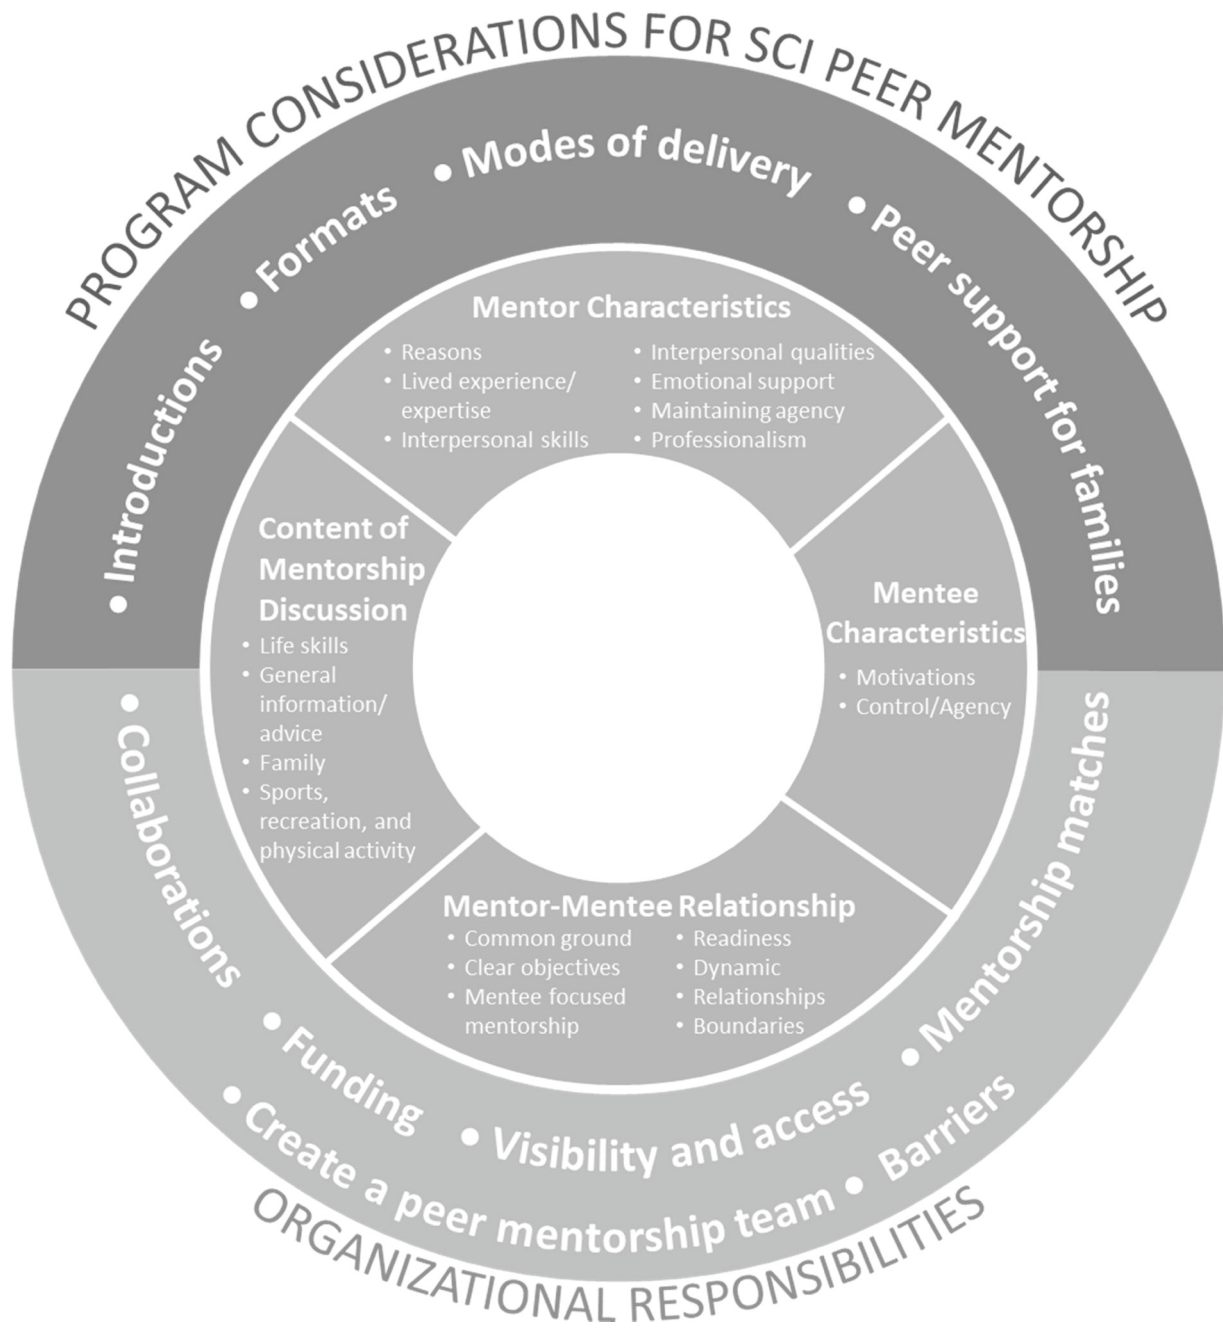 PROGRAM CONSIDERATIONS FOR SCI PEER MENTORSHIP
• Introductions
• Formats
• Modes of delivery
• Peer support for families
Mentor Characteristics
• Reasons
• Lived experience/
expertise
• Interpersonal skills
• Interpersonal qualities
• Emotional support
• Maintaining agency
• Professionalism
Content of
Mentorship
Discussion
• Life skills
• General
information/
advice
• Family
• Sports,
recreation, and
physical activity
Mentee
Characteristics
• Motivations
• Control/Agency
Mentor-Mentee Relationship
• Common ground
• Clear objectives
• Mentee focused
mentorship
• Readiness
• Dynamic
• Relationships
• Boundaries
• Collaborations
• Funding
• Visibility and access
• Mentorship matches
• Create a peer mentorship team
• Barriers
ORGANIZATIONAL RESPONSIBILITIES